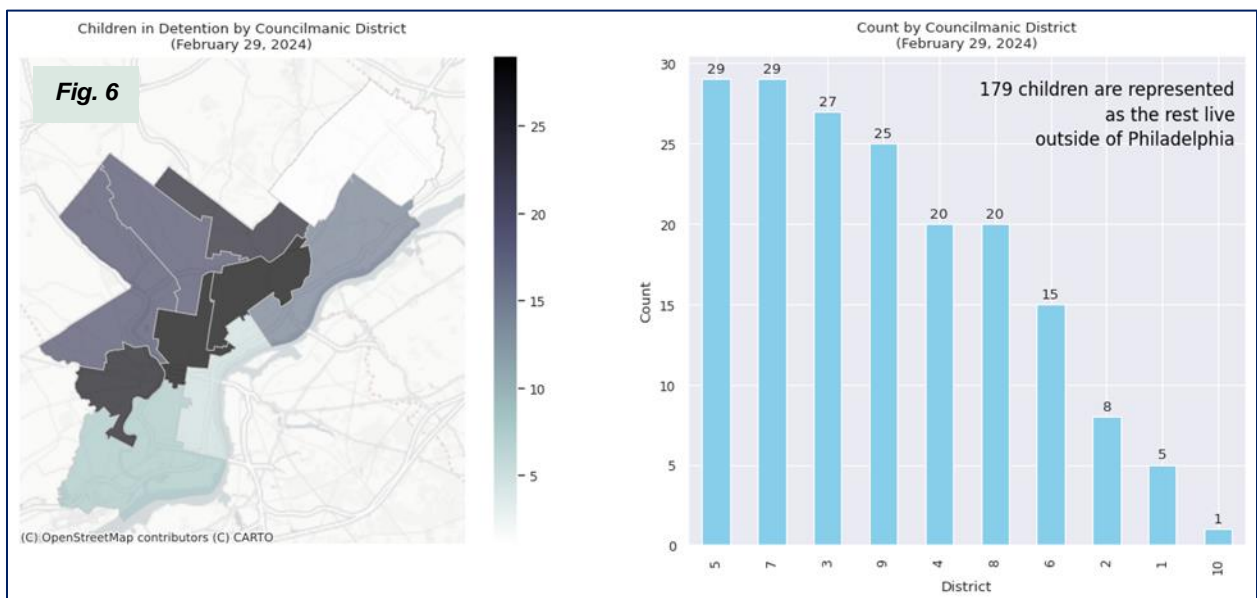 Children in Detention by Councilmanic District
(February 29, 2024)
Fig. 6
25
20
15
10
5
(C) OpenStreetMap contributors (C) CARTO
Count by Councilmanic District
(February 29, 2024)
179 children are represented
as the rest live
outside of Philadelphia
30
25
20
15
10
5
0
Count
29
29
27
25
20
20
15
8
5
1
5
7
3
9
4
8
6
2
1
10
District